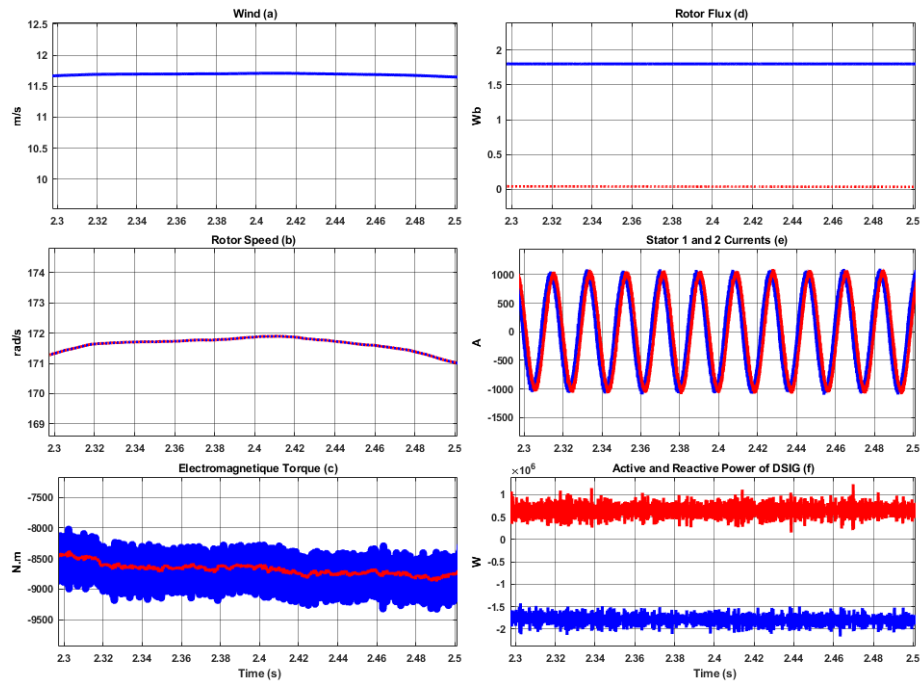 Wind (a)
12.5
12
11.5
11
10.5
10
m/s
2.3 2.32 2.34 2.36 2.38 2.4 2.42 2.44 2.46 2.48 2.5
Rotor Flux (d)
2
1.5
1
0.5
0
Wb
2.3 2.32 2.34 2.36 2.38 2.4 2.42 2.44 2.46 2.48 2.5
Rotor Speed (b)
174
173
172
171
170
169
rad/s
2.3 2.32 2.34 2.36 2.38 2.4 2.42 2.44 2.46 2.48 2.5
Stator 1 and 2 Currents (e)
1000
500
0
-500
-1000
-1500
A
2.3 2.32 2.34 2.36 2.38 2.4 2.42 2.44 2.46 2.48 2.5
Electromagnetique Torque (c)
-7500
-8000
-8500
-9000
-9500
N.m
2.3 2.32 2.34 2.36 2.38 2.4 2.42 2.44 2.46 2.48 2.5
Time (s)
Active and Reactive Power of DSIG (f)
×10^6
1
0.5
0
-0.5
-1
-1.5
-2
W
2.3 2.32 2.34 2.36 2.38 2.4 2.42 2.44 2.46 2.48 2.5
Time (s)